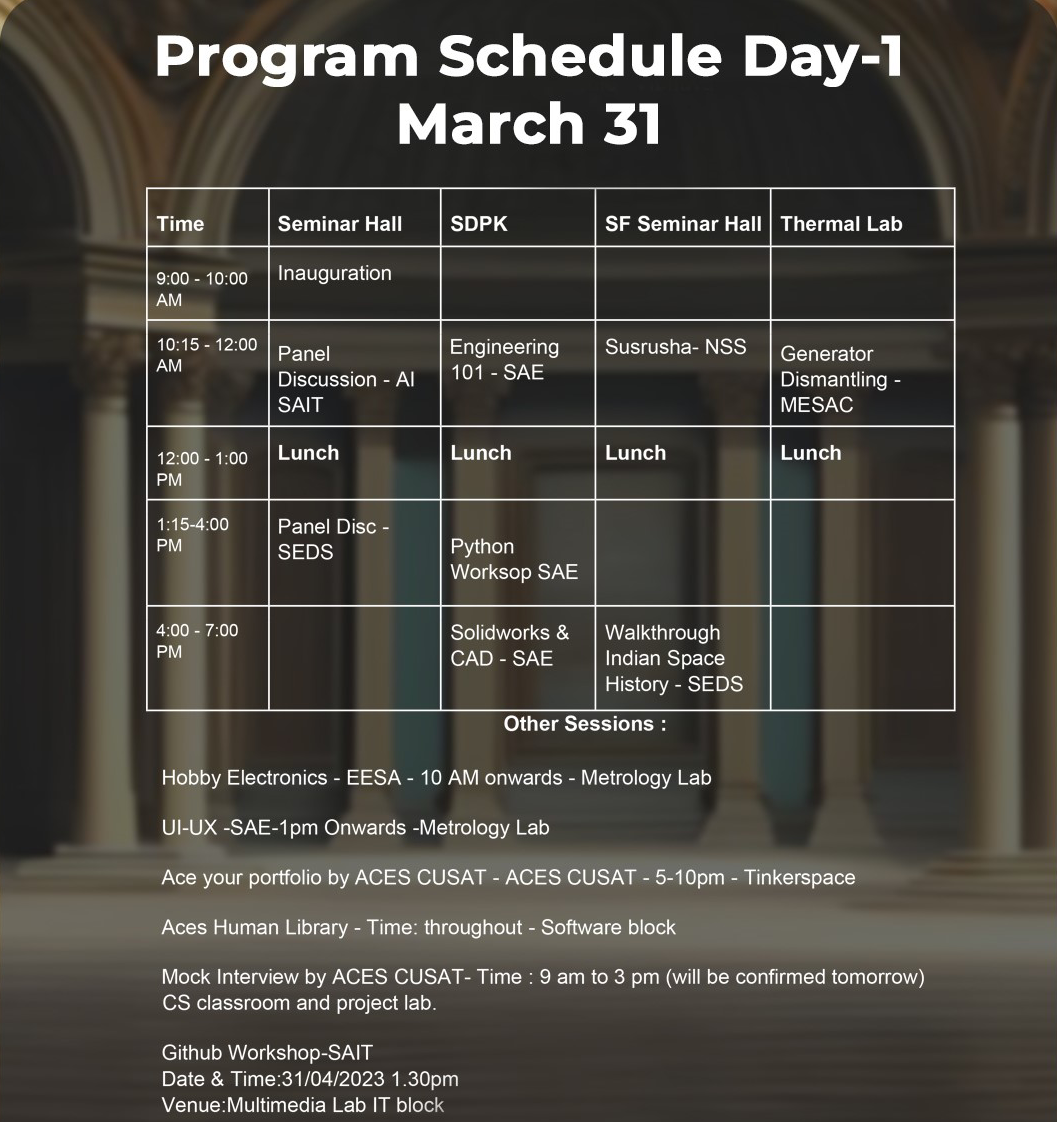 Program Schedule Day-1
March 31
Time
Seminar Hall
SDPK
SF Seminar Hall
Thermal Lab
9:00 - 10:00
AM
Inauguration
10:15 - 12:00
AM
Panel
Discussion - AI
SAIT
Engineering
101 - SAE
Susrusha- NSS
Generator
Dismantling -
MESAC
12:00 - 1:00
PM
Lunch
Lunch
Lunch
Lunch
1:15-4:00
PM
Panel Disc -
SEDS
Python
Worksop SAE
4:00 - 7:00
PM
Solidworks &
CAD - SAE
Walkthrough
Indian Space
History - SEDS
Other Sessions :
Hobby Electronics - EESA - 10 AM onwards - Metrology Lab
UI-UX -SAE-1pm Onwards -Metrology Lab
Ace your portfolio by ACES CUSAT - ACES CUSAT - 5-10pm - Tinkerspace
Aces Human Library - Time: throughout - Software block
Mock Interview by ACES CUSAT- Time : 9 am to 3 pm (will be confirmed tomorrow)
CS classroom and project lab.
Github Workshop-SAIT
Date & Time:31/04/2023 1.30pm
Venue:Multimedia Lab IT block